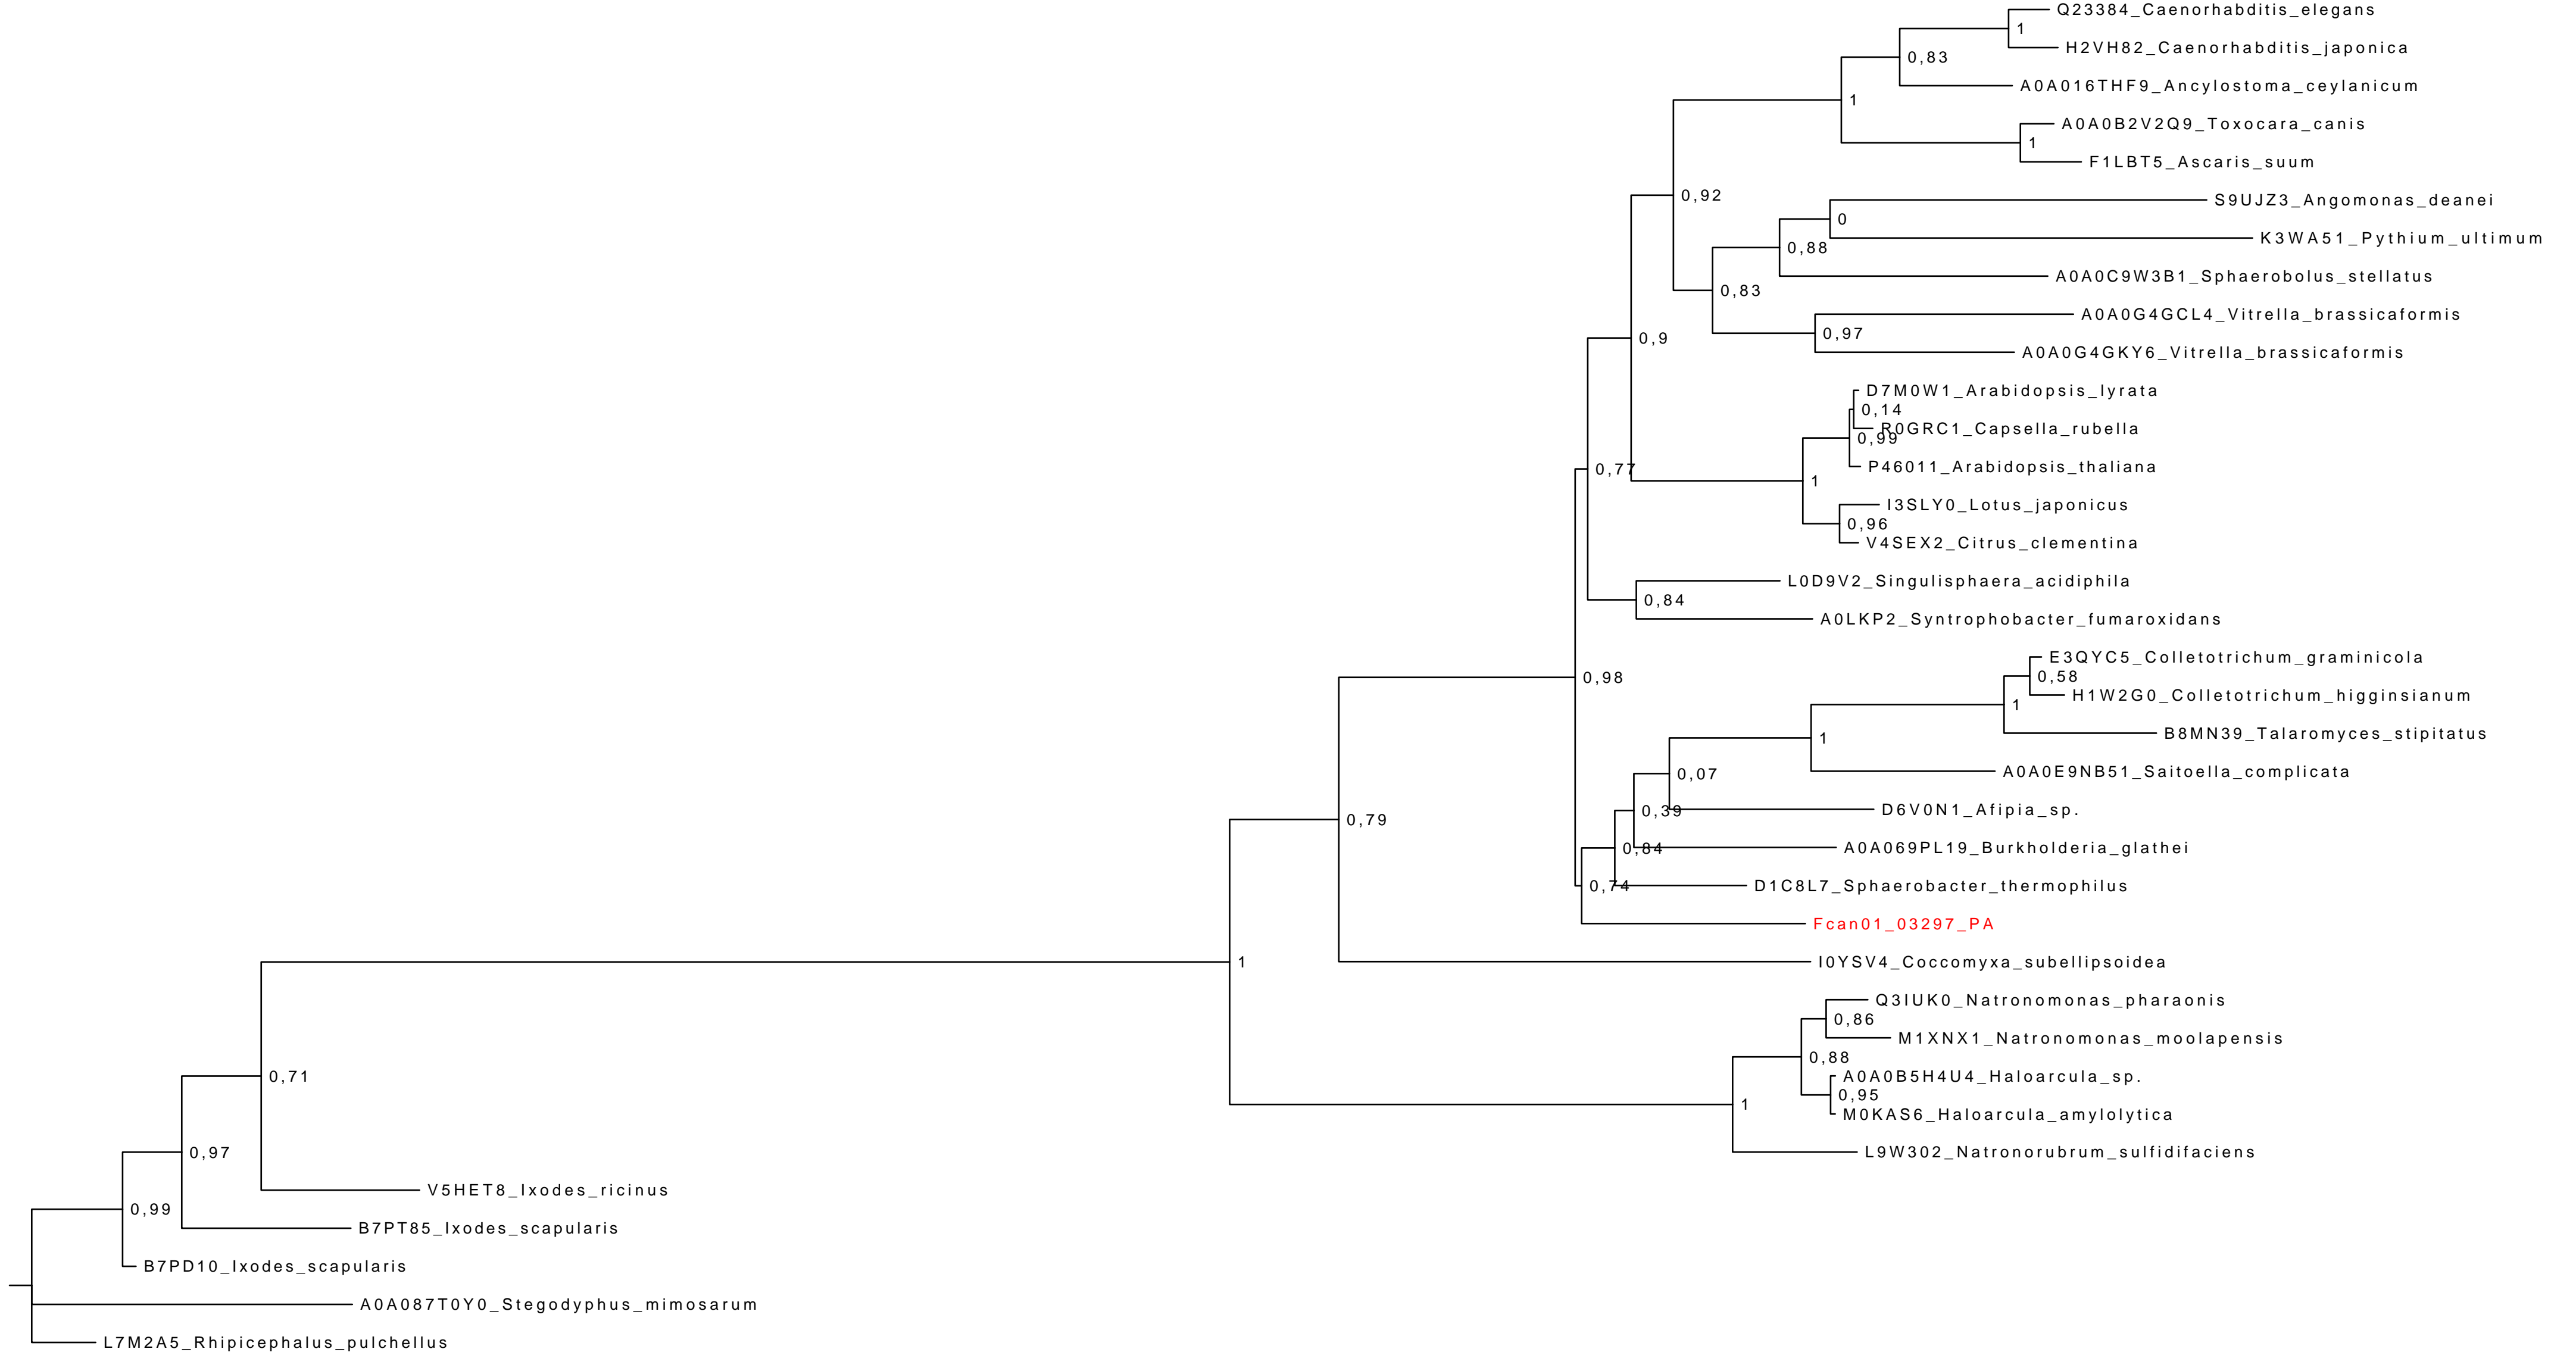 Q23384_Caenorhabditis_elegans
1
H2VH82_Caenorhabditis_japonica
0,83
A0A016THF9_Ancylostoma_ceylanicum
1
A0A0B2V2Q9_Toxocara_canis
1
F1LBT5_Ascaris_suum
0,92
S9UJZ3_Angomonas_deanei
0
K3WA51_Pythium_ultimum
0,88
A0A0C9W3B1_Sphaerobolus_stellatus
0,83
A0A0G4GCL4_Vitrella_brassicaformis
0,97
0,9
A0A0G4GKY6_Vitrella_brassicaformis
D7M0W1_Arabidopsis_lyrata
0,14
R0GRC1_Capsella_rubella
0,99
P46011_Arabidopsis_thaliana
0,77
1
I3SLY0_Lotus_japonicus
0,96
V4SEX2_Citrus_clementina
L0D9V2_Singulisphaera_acidiphila
0,84
A0LKP2_Syntrophobacter_fumaroxidans
E3QYC5_Colletotrichum_graminicola
0,98
0,58
H1W2G0_Colletotrichum_higginsianum
1
B8MN39_Talaromyces_stipitatus
1
A0A0E9NB51_Saitoella_complicata
0,07
D6V0N1_Afipia_sp.
0,39
0,79
A0A069PL19_Burkholderia_glathei
0,84
D1C8L7_Sphaerobacter_thermophilus
0,74
Fcan01_03297_PA
I0YSV4_Coccomyxa_subellipsoidea
1
Q3IUK0_Natronomonas_pharaonis
0,86
M1XNX1_Natronomonas_moolapensis
0,88
A0A0B5H4U4_Haloarcula_sp.
0,71
0,95
M0KAS6_Haloarcula_amylolytica
1
L9W302_Natronorubrum_sulfidifaciens
0,97
V5HET8_Ixodes_ricinus
0,99
B7PT85_Ixodes_scapularis
B7PD10_Ixodes_scapularis
A0A087T0Y0_Stegodyphus_mimosarum
L7M2A5_Rhipicephalus_pulchellus